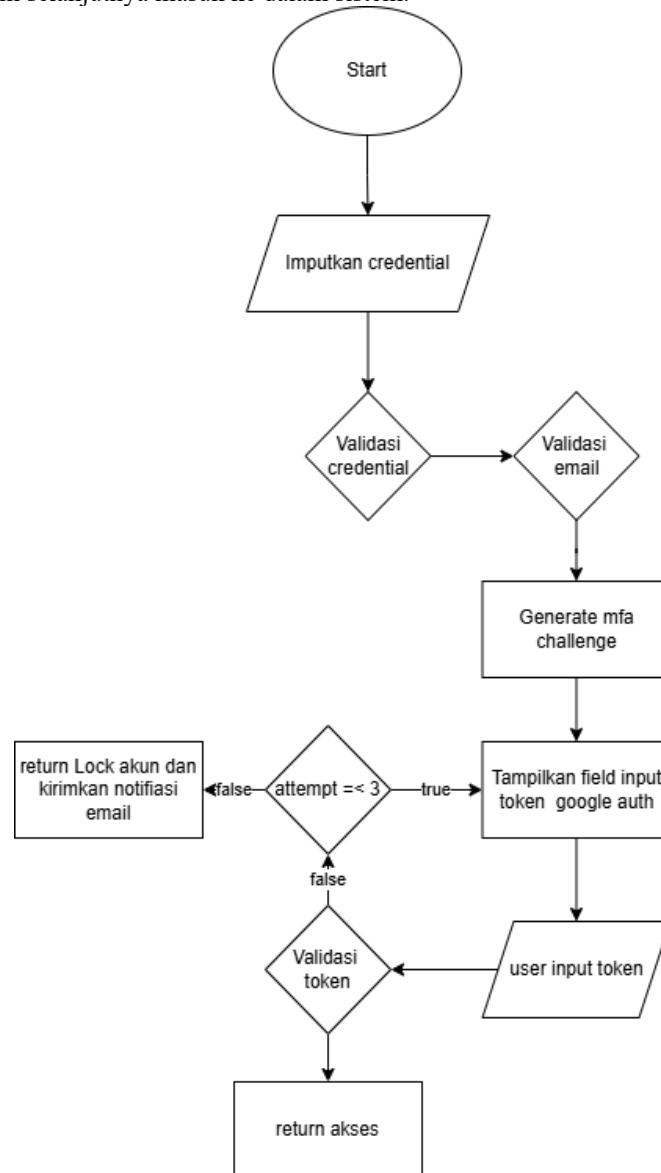 Start
Imputkan credential
Validasi
credential
Validasi
email
Generate mfa
challenge
return Lock akun dan
kirimkan notifiasi
email
false
attempt =< 3
true
Tampilkan field input
token google auth
false
Validasi
token
user input token
return akses